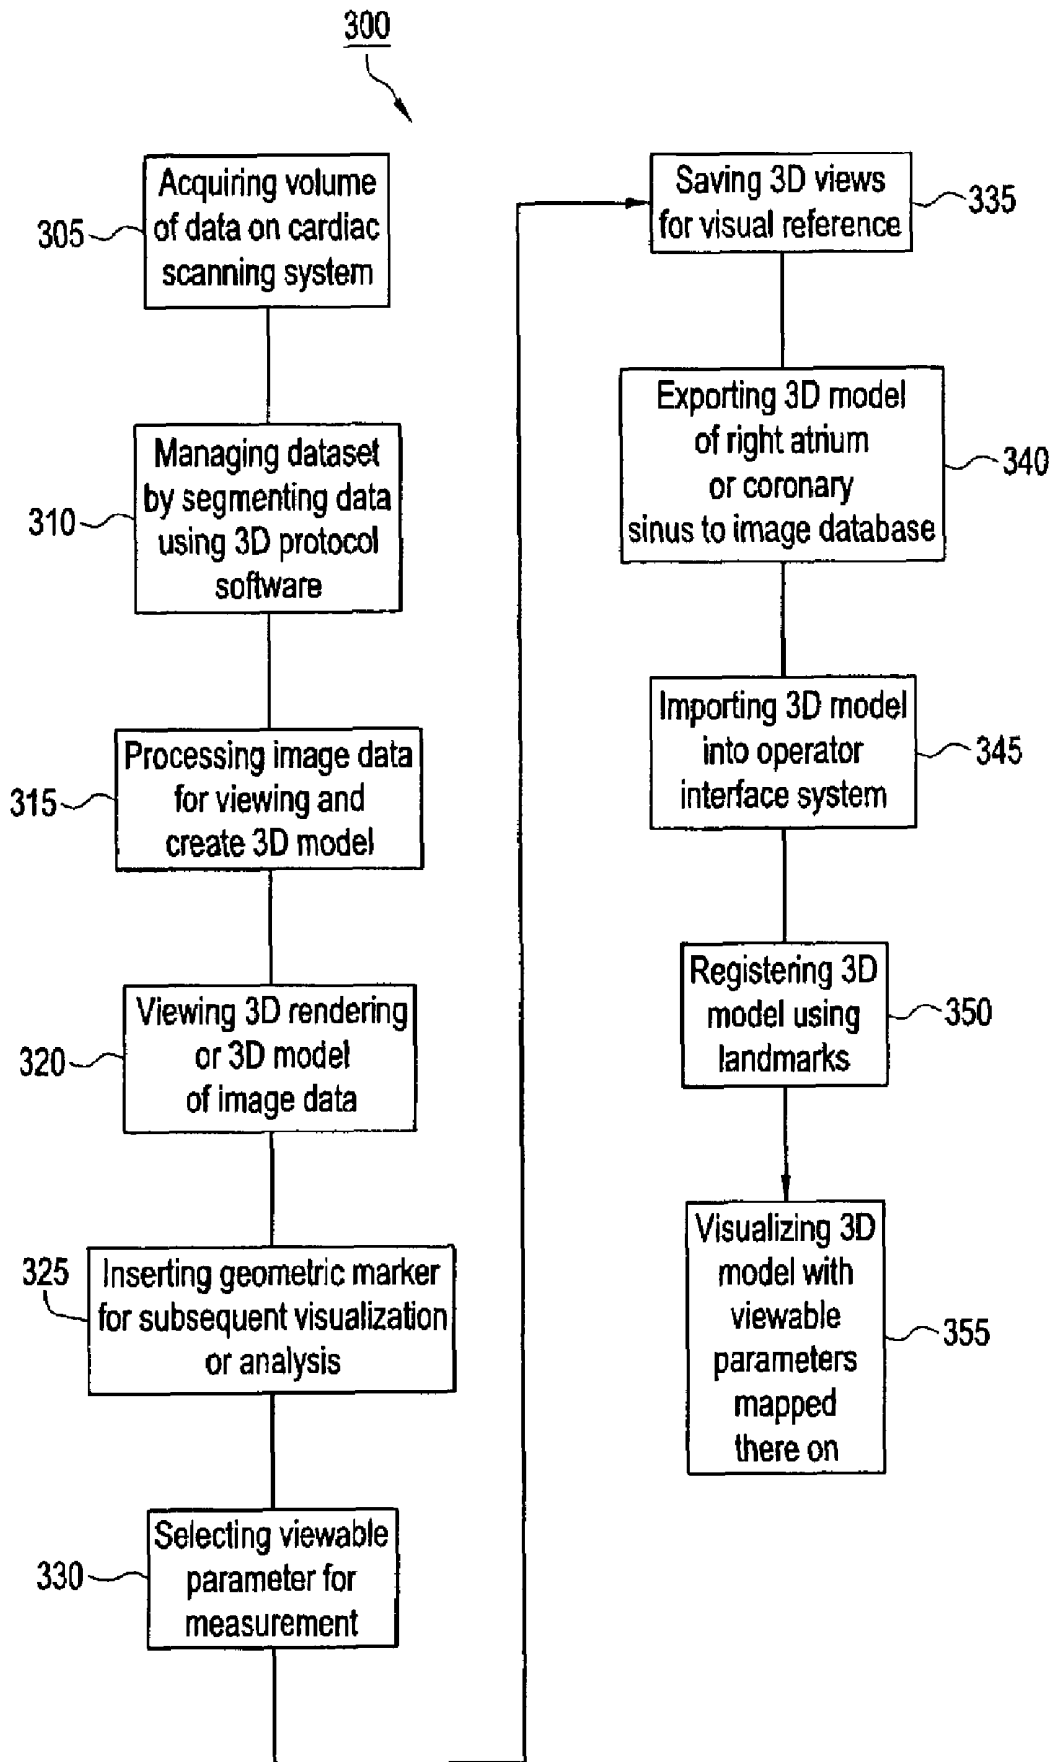 300
305
Acquiring volume
of data on cardiac
scanning system
310
Managing dataset
by segmenting data
using 3D protocol
software
315
Processing image data
for viewing and
create 3D model
320
Viewing 3D rendering
or 3D model
of image data
325
Inserting geometric marker
for subsequent visualization
or analysis
330
Selecting viewable
parameter for
measurement
Saving 3D views
for visual reference
335
Exporting 3D model
of right atrium
or coronary
sinus to image database
340
Importing 3D model
into operator
interface system
345
Registering 3D
model using
landmarks
350
Visualizing 3D
model with
viewable
parameters
mapped
there on
355